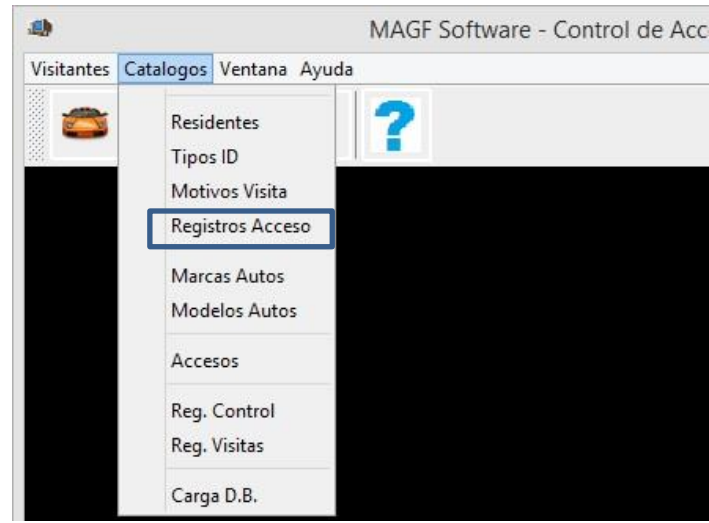 MAGF Software - Control de Acc
Visitantes Catalogos Ventana Ayuda
?
Residentes
Tipos ID
Motivos Visita
Registros Acceso
Marcas Autos
Modelos Autos
Accesos
Reg. Control
Reg. Visitas
Carga D.B.